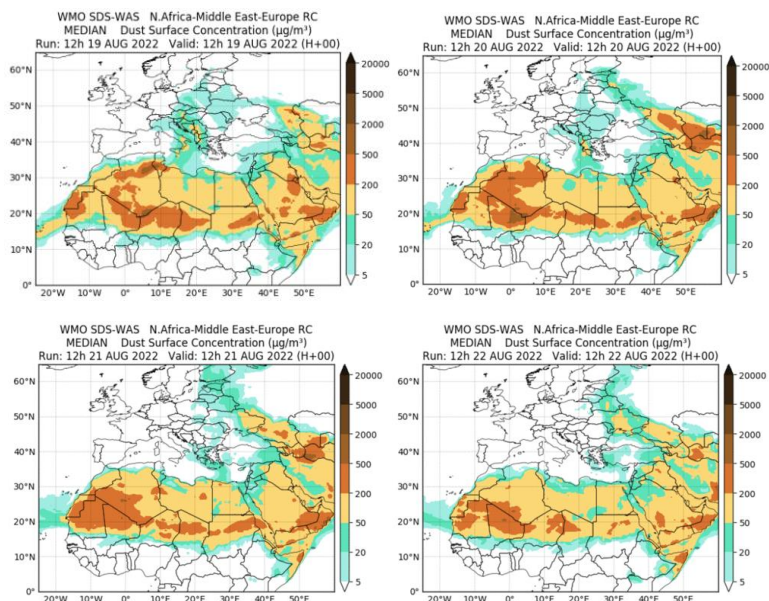 WMO SDS-WAS N.Africa-Middle East-Europe RC
MEDIAN Dust Surface Concentration (µg/m³)
Run: 12h 19 AUG 2022 Valid: 12h 19 AUG 2022 (H+00)
60°N
50°N
40°N
30°N
20°N
10°N
0°
20°W
10°W
0°
10°E
20°E
30°E
40°E
50°E
20000
5000
2000
500
200
50
20
5
WMO SDS-WAS N.Africa-Middle East-Europe RC
MEDIAN Dust Surface Concentration (µg/m³)
Run: 12h 20 AUG 2022 Valid: 12h 20 AUG 2022 (H+00)
60°N
50°N
40°N
30°N
20°N
10°N
0°
20°W
10°W
0°
10°E
20°E
30°E
40°E
50°E
20000
5000
2000
500
200
50
20
5
WMO SDS-WAS N.Africa-Middle East-Europe RC
MEDIAN Dust Surface Concentration (µg/m³)
Run: 12h 21 AUG 2022 Valid: 12h 21 AUG 2022 (H+00)
60°N
50°N
40°N
30°N
20°N
10°N
0°
20°W
10°W
0°
10°E
20°E
30°E
40°E
50°E
20000
5000
2000
500
200
50
20
5
WMO SDS-WAS N.Africa-Middle East-Europe RC
MEDIAN Dust Surface Concentration (µg/m³)
Run: 12h 22 AUG 2022 Valid: 12h 22 AUG 2022 (H+00)
60°N
50°N
40°N
30°N
20°N
10°N
0°
20°W
10°W
0°
10°E
20°E
30°E
40°E
50°E
20000
5000
2000
500
200
50
20
5